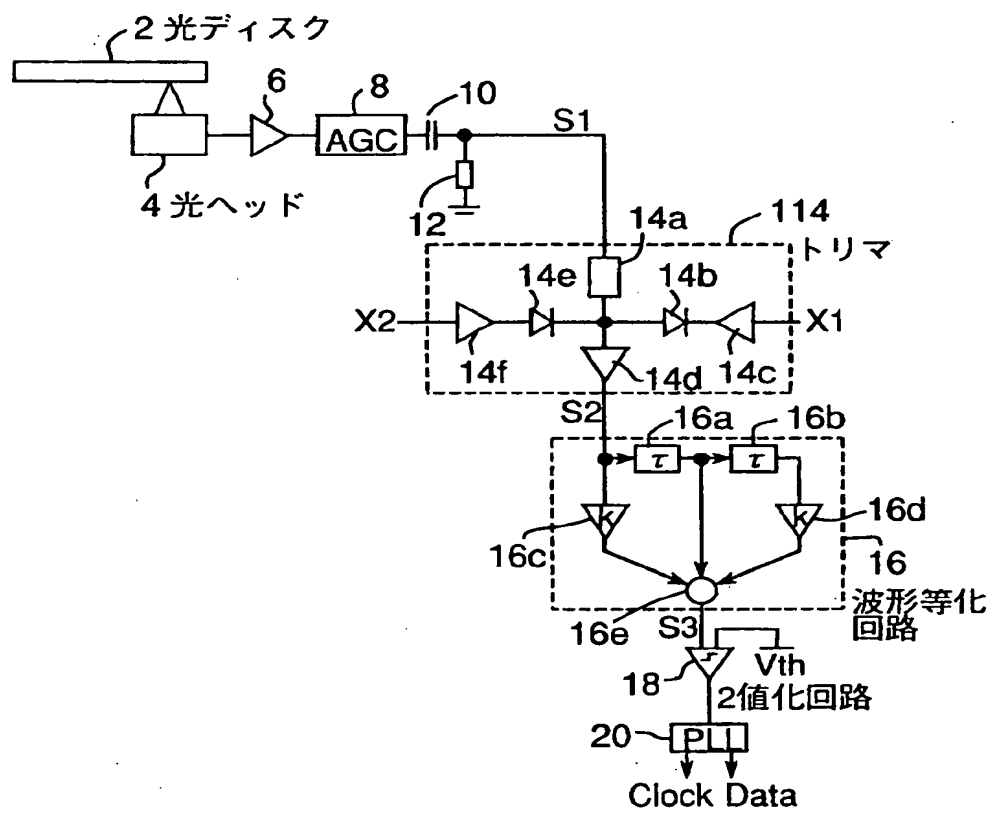 2 光ディスク
6
8
10
AGC
S1
4 光ヘッド
12
14a
114
トリマ
14e
14b
X2
X1
14f
14d
14c
S2
16a
16b
τ
τ
K
K
16c
16d
16
波形等化
回路
16e
S3
18
Vth
2値化回路
20
PLL
Clock Data